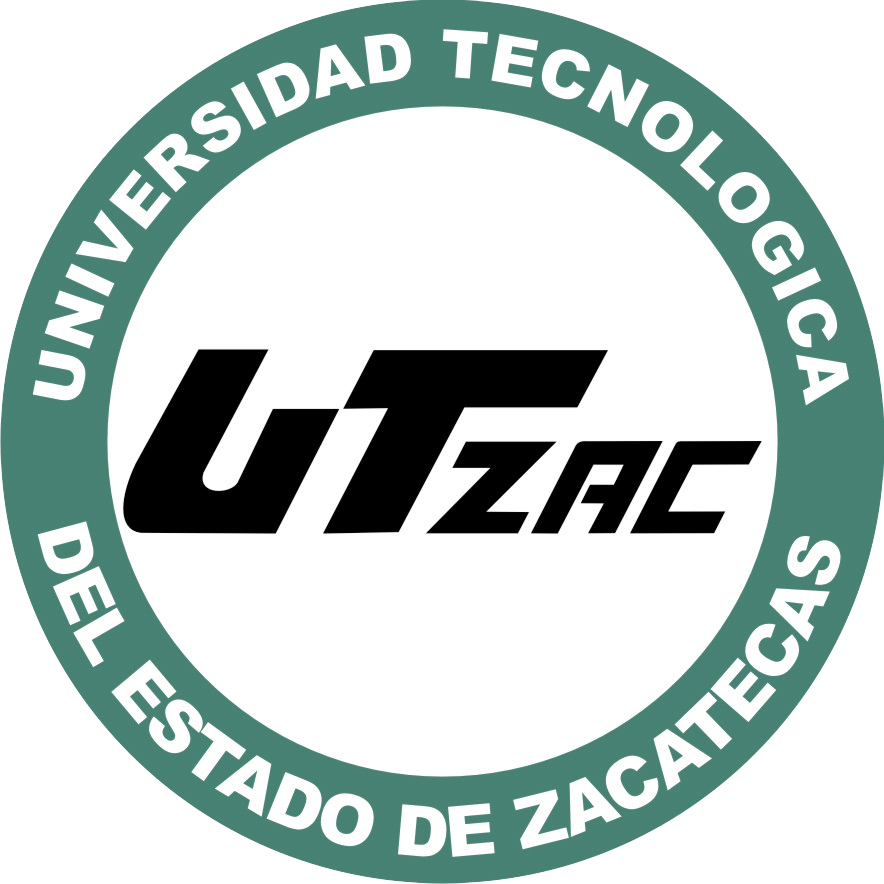 UNIVERSIDAD TECNOLOGICA
UTZAC
DEL ESTADO DE ZACATECAS